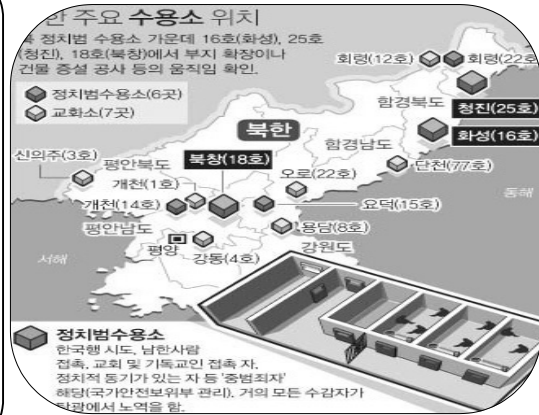 한 주요 수용소 위치
정치범 수용소 가운데 16호(화성), 25호
(청진), 18호(북창)에서 부지 확장이나
건물 증설 공사 등의 움직임 확인.
정치범수용소(6곳)
교화소(7곳)
회령(12호)
회령(22호
함경북도
청진(25호)
화성(16호)
북한
함경남도
단천(77호)
신의주(3호)
평안북도
북창(18호)
오로(22호)
개천(1호)
개천(14호)
요덕(15호)
동해
평안남도
용담(8호)
강원도
평양
강동(4호)
서해
정치범수용소
한국행 시도, 남한사람
접촉, 교회 및 기독교인 접촉 자,
정치적 동기가 있는 자 등 '중범죄자'
해당(국가안전보위부 관리). 거의 모든 수감자가
탄광에서 노역을 함.